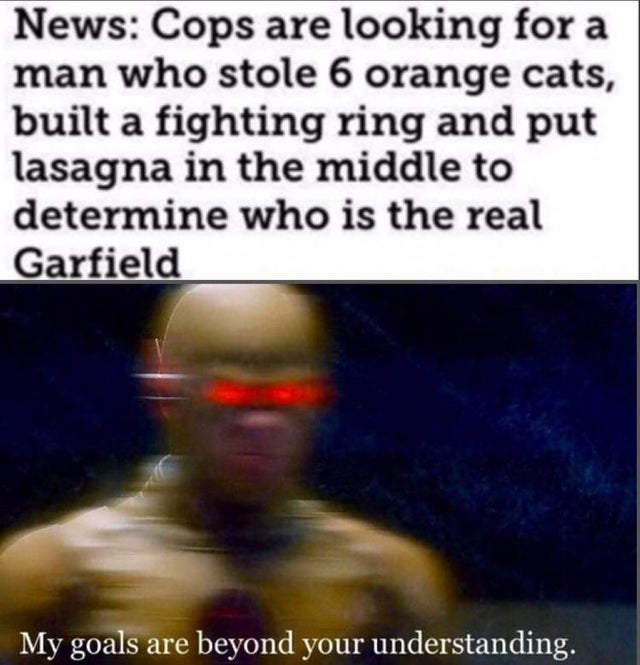 News: Cops are looking for a
man who stole 6 orange cats,
built a fighting ring and put
lasagna in the middle to
determine who is the real
Garfield
My goals are beyond your understanding.